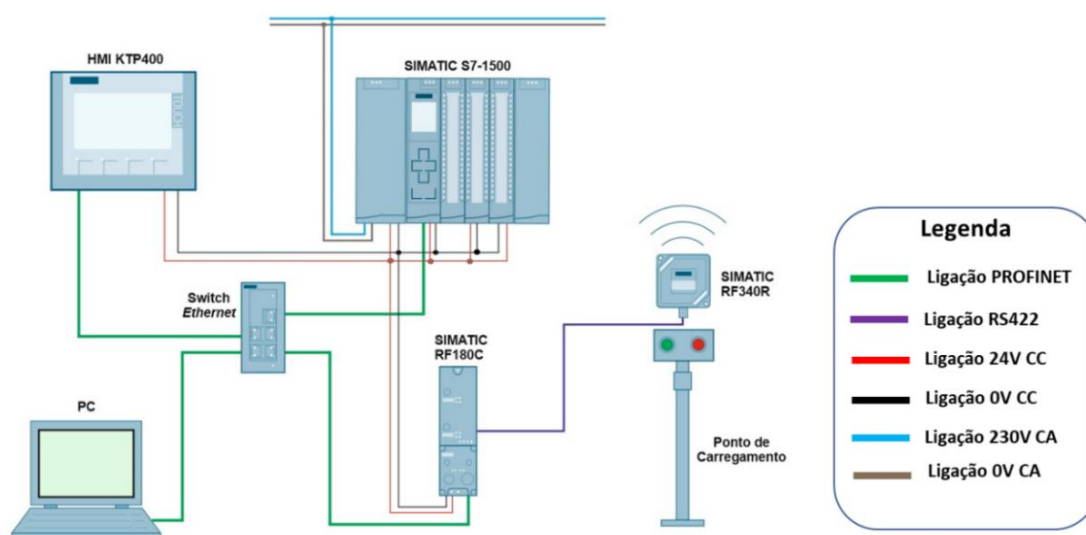 HMI KTP400
SIMATIC S7-1500
SIMATIC
RF340R
Switch
Ethernet
SIMATIC
RF180C
PC
Ponto de
Carregamento
Legenda
Ligação PROFINET
Ligação RS422
Ligação 24V CC
Ligação 0V CC
Ligação 230V CA
Ligação 0V CA